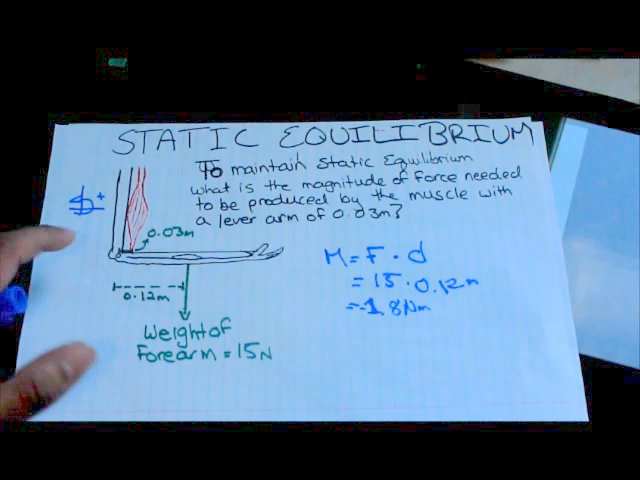 STATIC EQUILIBRIUM
To maintain Static Equilibrium
what is the magnitude of force needed
to be produced by the muscle with
a lever arm of 0.03m?
+
0.03m
M = F · d
= 15 · 0.12m
= -1.8Nm
0.12m
Weight of
Forearm = 15N